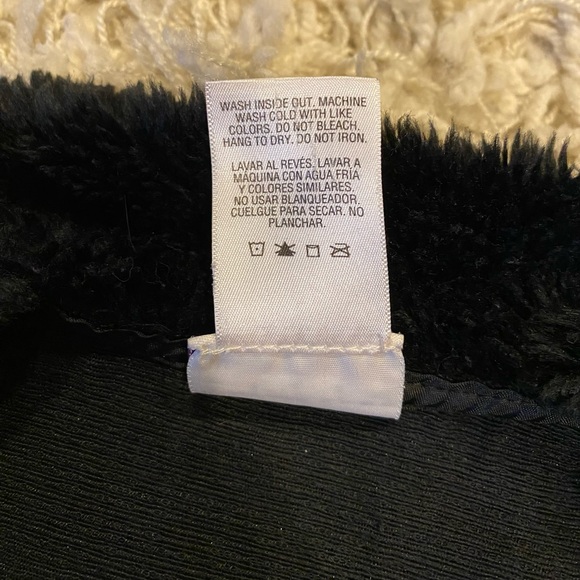 WASH INSIDE OUT. MACHINE
WASH COLD WITH LIKE
COLORS. DO NOT BLEACH.
HANG TO DRY. DO NOT IRON.
LAVAR AL REVÉS. LAVAR A
MÁQUINA CON AGUA FRÍA
Y COLORES SIMILARES.
NO USAR BLANQUEADOR.
CUELGUE PARA SECAR. NO
PLANCHAR.